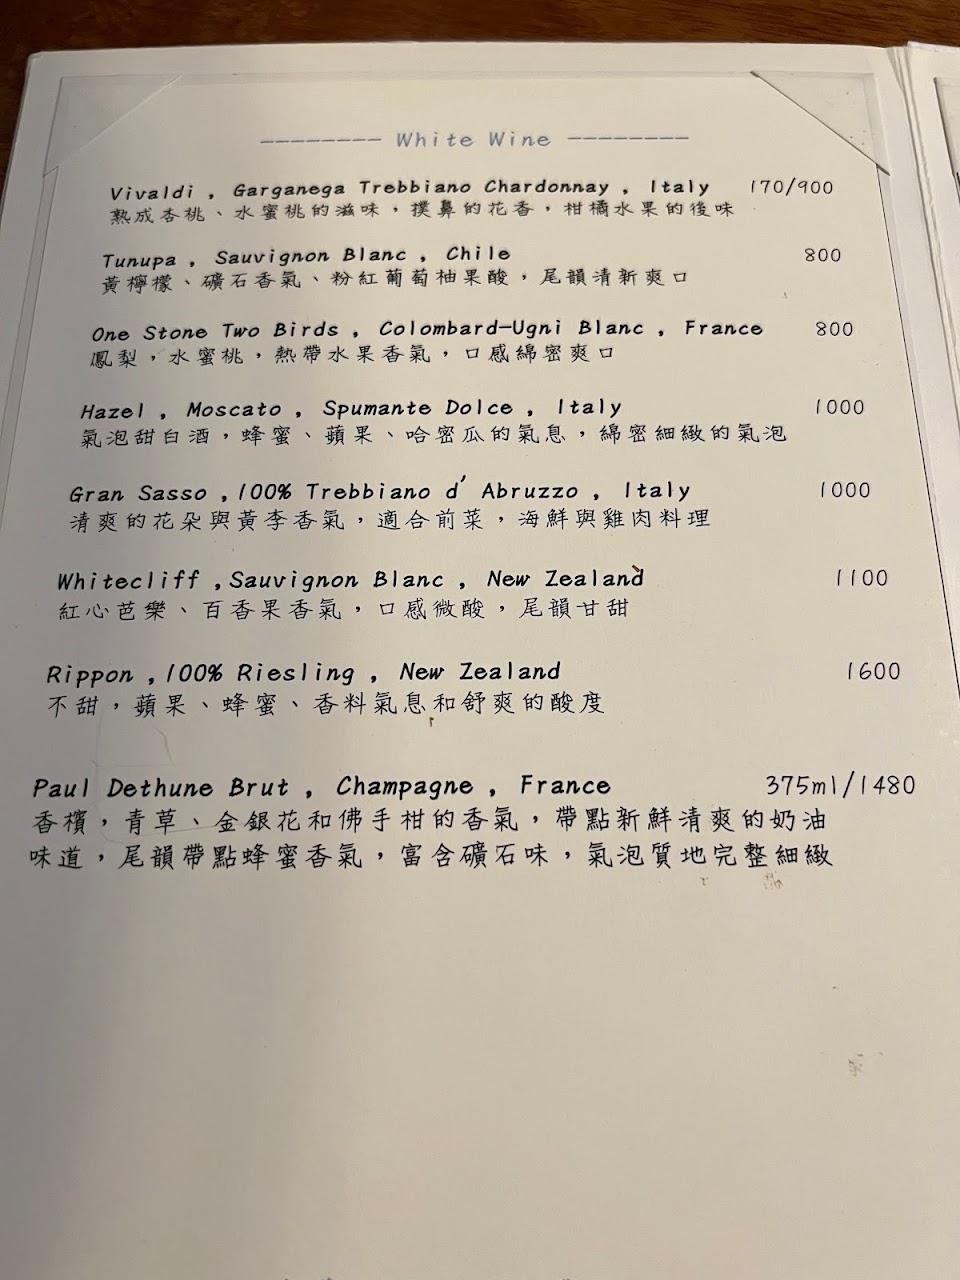 -------- White Wine --------
Vivaldi , Garganega Trebbiano Chardonnay , Italy 170/900
熟成杏桃、水蜜桃的滋味，撲鼻的花香，柑橘水果的後味
Tunupa , Sauvignon Blanc , Chile 800
黃檸檬、礦石香氣、粉紅葡萄柚果酸，尾韻清新爽口
One Stone Two Birds , Colombard-Ugni Blanc , France 800
鳳梨，水蜜桃，熱帶水果香氣，口感綿密爽口
Hazel , Moscato , Spumante Dolce , Italy 1000
氣泡甜白酒，蜂蜜、蘋果、哈密瓜的氣息，綿密細緻的氣泡
Gran Sasso ,100% Trebbiano d' Abruzzo , Italy 1000
清爽的花朵與黃李香氣，適合前菜，海鮮與雞肉料理
Whitecliff ,Sauvignon Blanc , New Zealand 1100
紅心芭樂、百香果香氣，口感微酸，尾韻甘甜
Rippon ,100% Riesling , New Zealand 1600
不甜，蘋果、蜂蜜、香料氣息和舒爽的酸度
Paul Dethune Brut , Champagne , France 375ml/1480
香檳，青草、金銀花和佛手柑的香氣，帶點新鮮清爽的奶油
味道，尾韻帶點蜂蜜香氣，富含礦石味，氣泡質地完整細緻